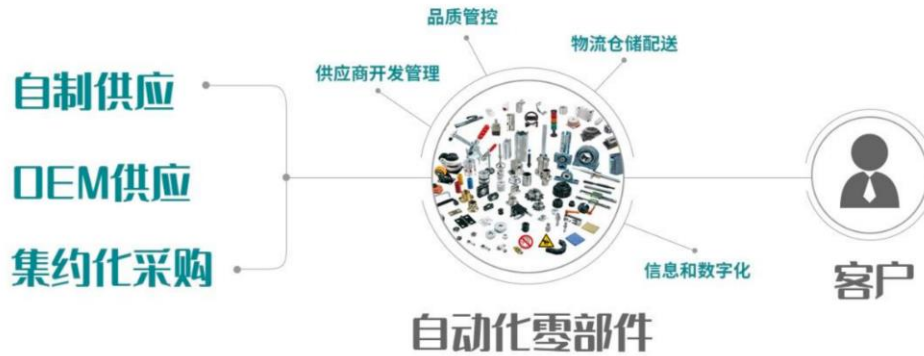 品质管控
物流仓储配送
供应商开发管理
自制供应
OEM供应
集约化采购
信息和数字化
客户
自动化零部件